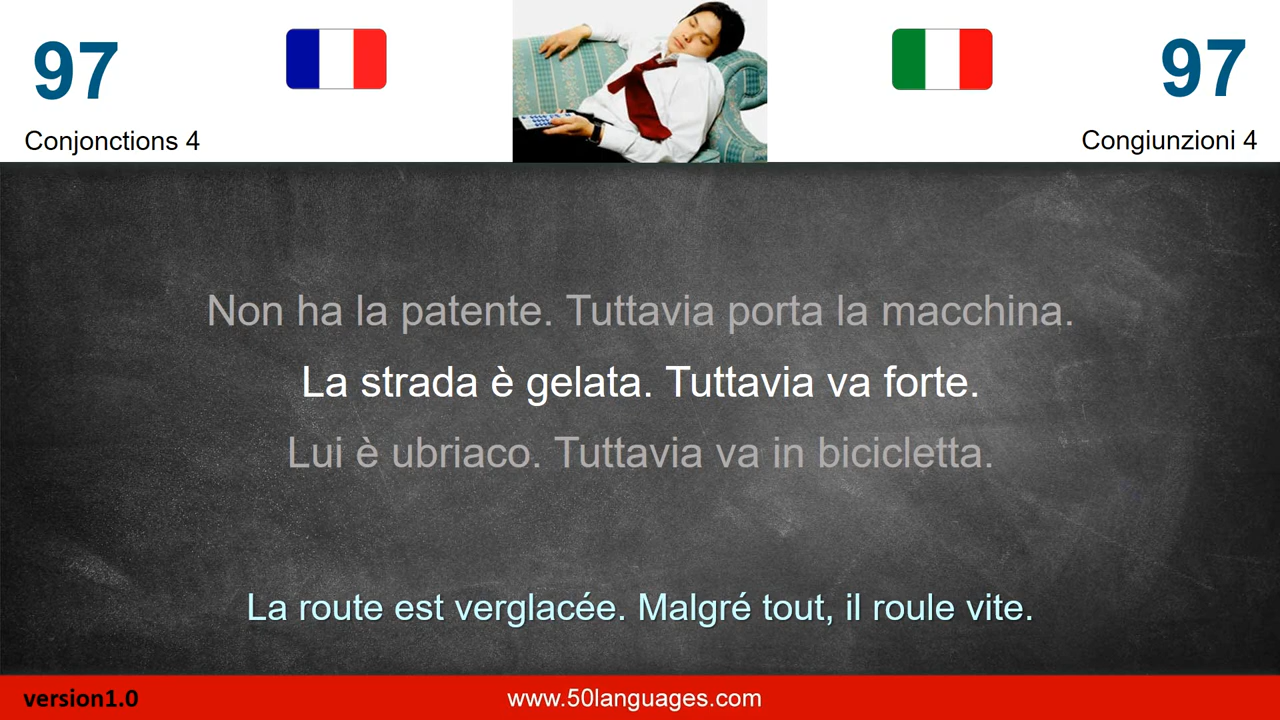 97
97
Conjonctions 4
Congiunzioni 4
Non ha la patente. Tuttavia porta la macchina.
La strada è gelata. Tuttavia va forte.
Lui è ubriaco. Tuttavia va in bicicletta.
La route est verglacée. Malgré tout, il roule vite.
version1.0
www.50languages.com